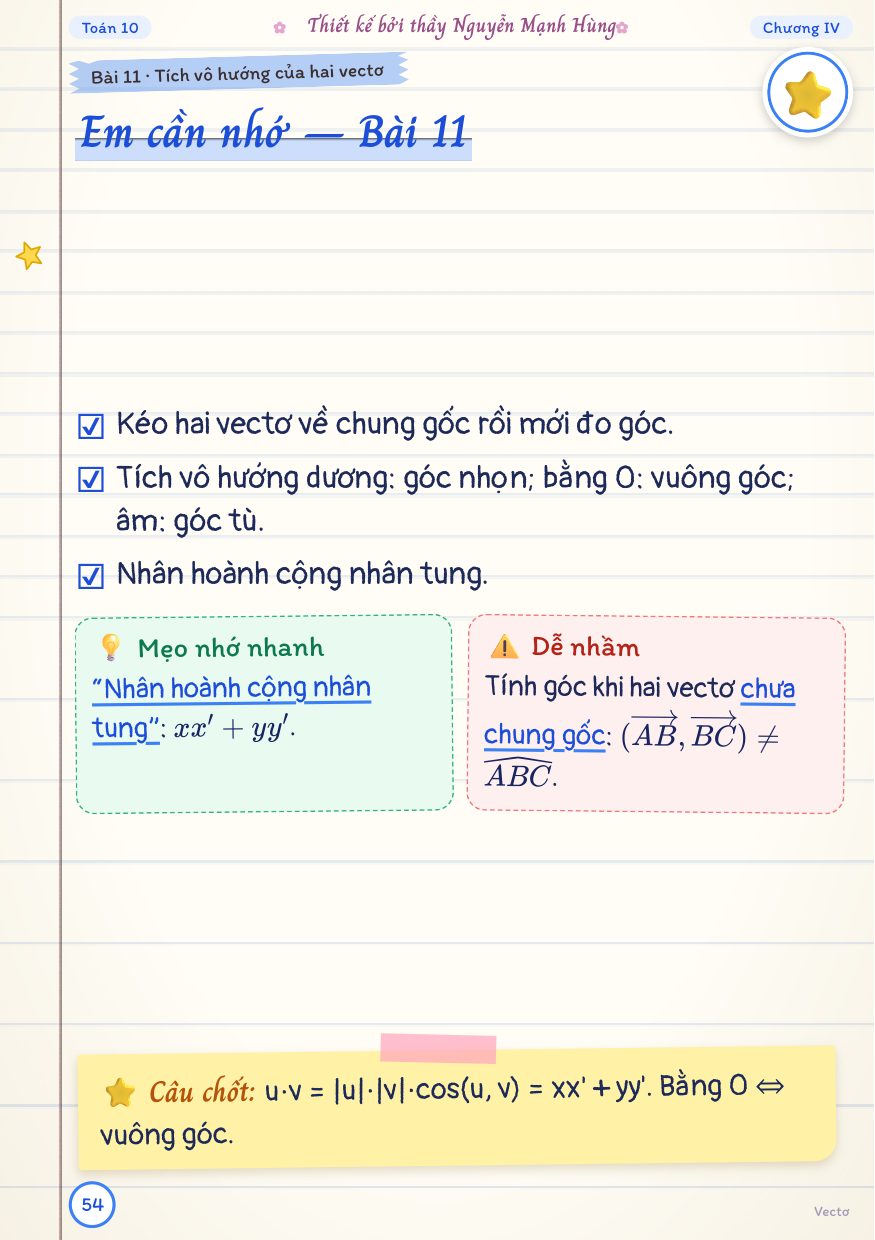 Toán 10
Thiết kế bởi thầy Nguyễn Mạnh Hùng
Chương IV
Bài 11 · Tích vô hướng của hai vectơ
Em cần nhớ — Bài 11
Kéo hai vectơ về chung gốc rồi mới đo góc.
Tích vô hướng dương: góc nhọn; bằng 0: vuông góc;
âm: góc tù.
Nhân hoành cộng nhân tung.
Mẹo nhớ nhanh
“Nhân hoành cộng nhân
tung”: xx′ + yy′.
Dễ nhầm
Tính góc khi hai vectơ chưa
chung gốc: (\overrightarrow{AB}, \overrightarrow{BC}) ≠
\widehat{ABC}.
Câu chốt: u·v = |u|·|v|·cos(u, v) = xx' + yy'. Bằng 0 ⇔
vuông góc.
54
Vectơ